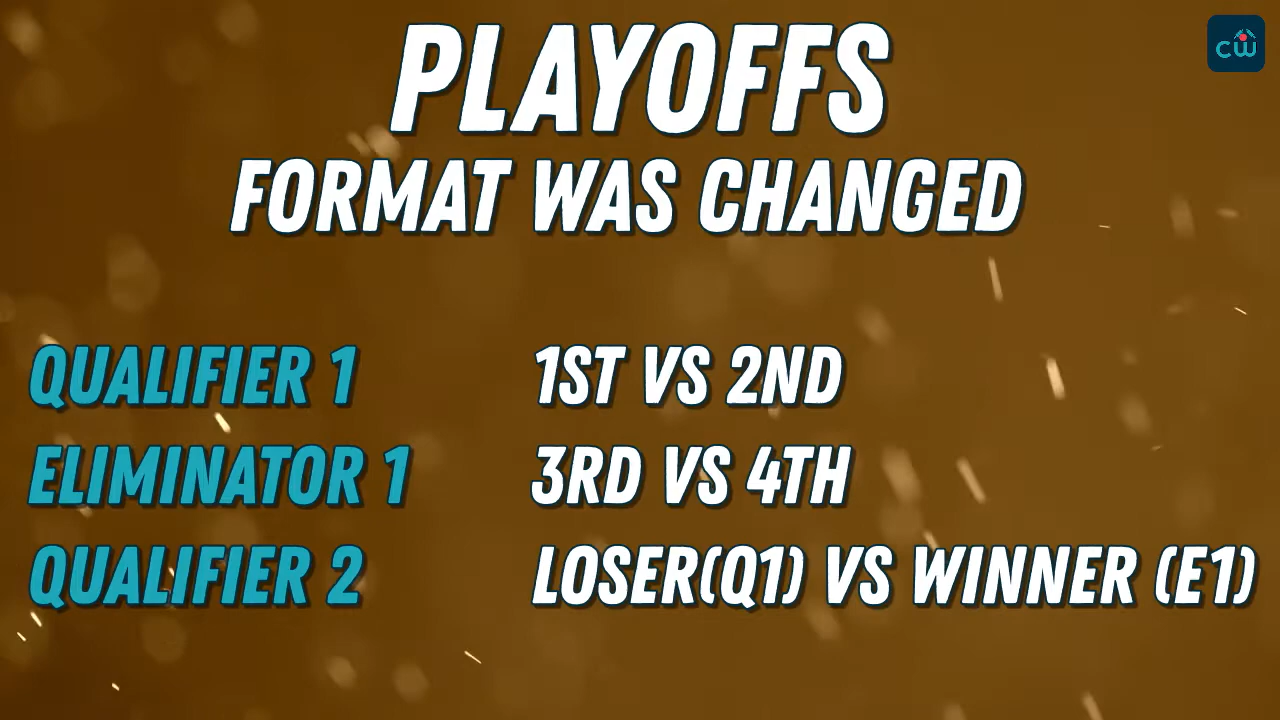 PLAYOFFS
CW
FORMAT WAS CHANGED
QUALIFIER 1 1ST VS 2ND
ELIMINATOR 1 3RD VS 4TH
QUALIFIER 2 LOSER(Q1) VS WINNER (E1)